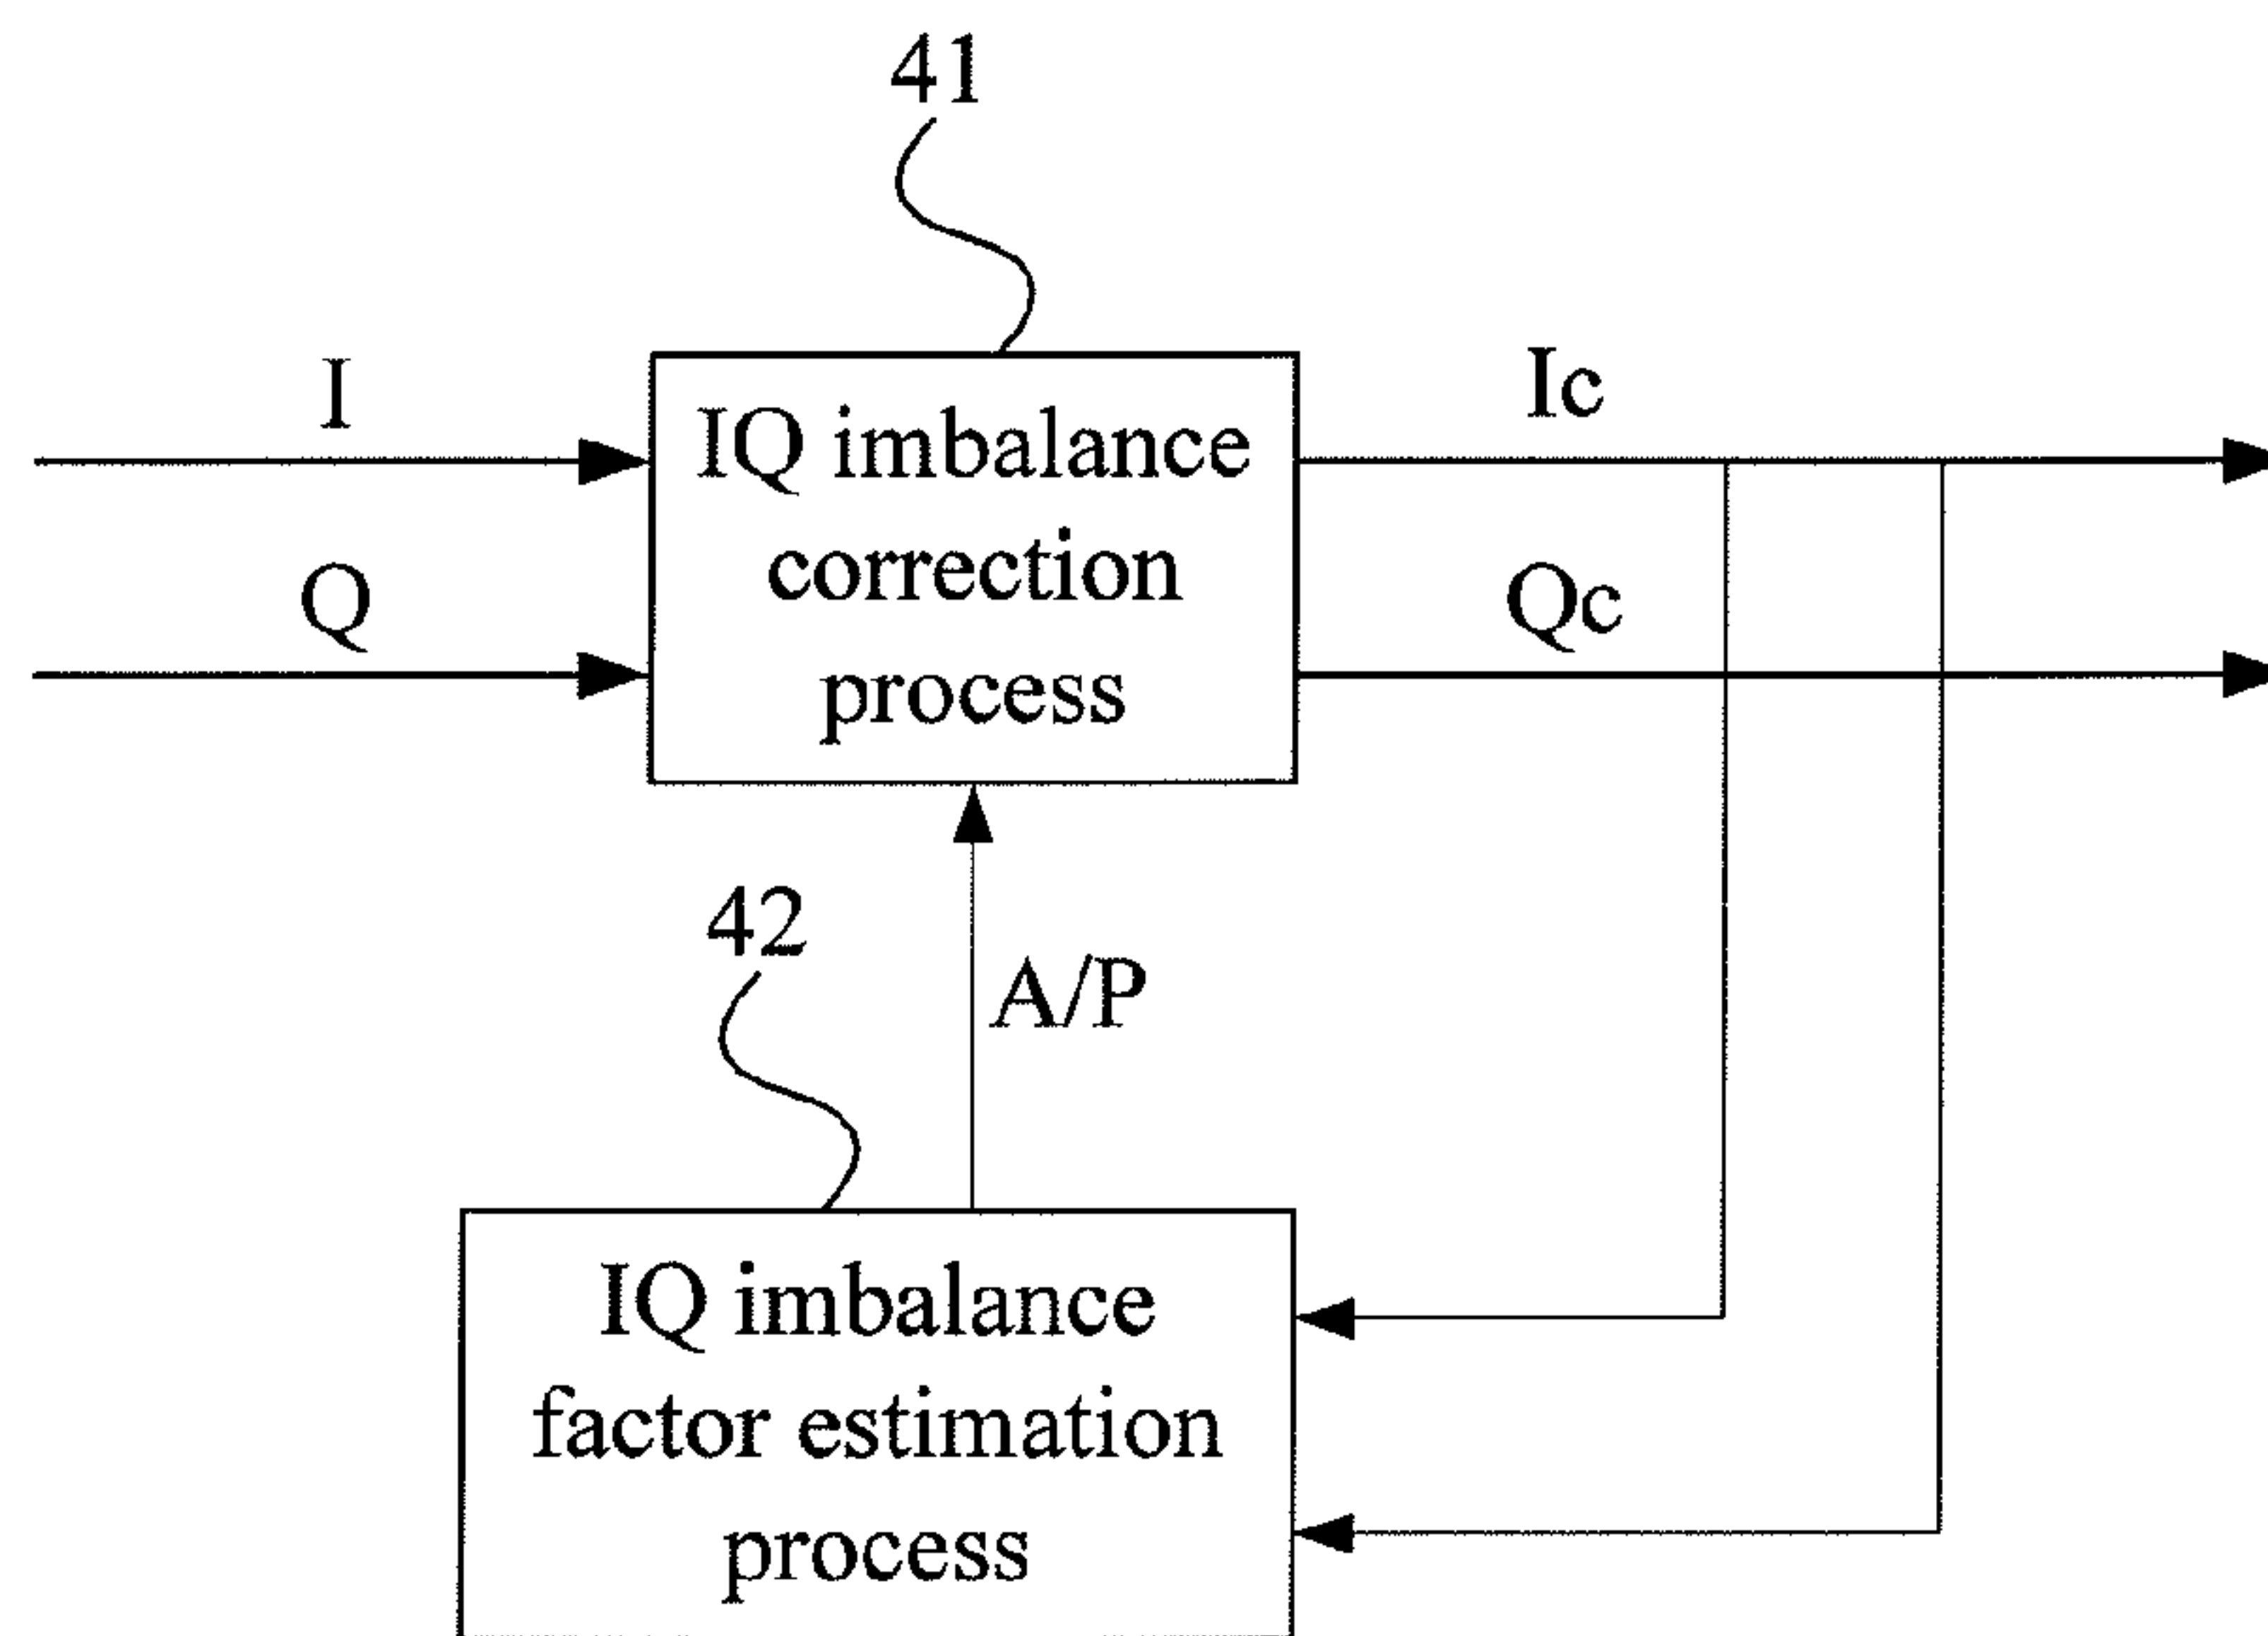 41
I
Ic
IQ imbalance
correction
process
Q
Qc
42
A/P
IQ imbalance
factor estimation
process